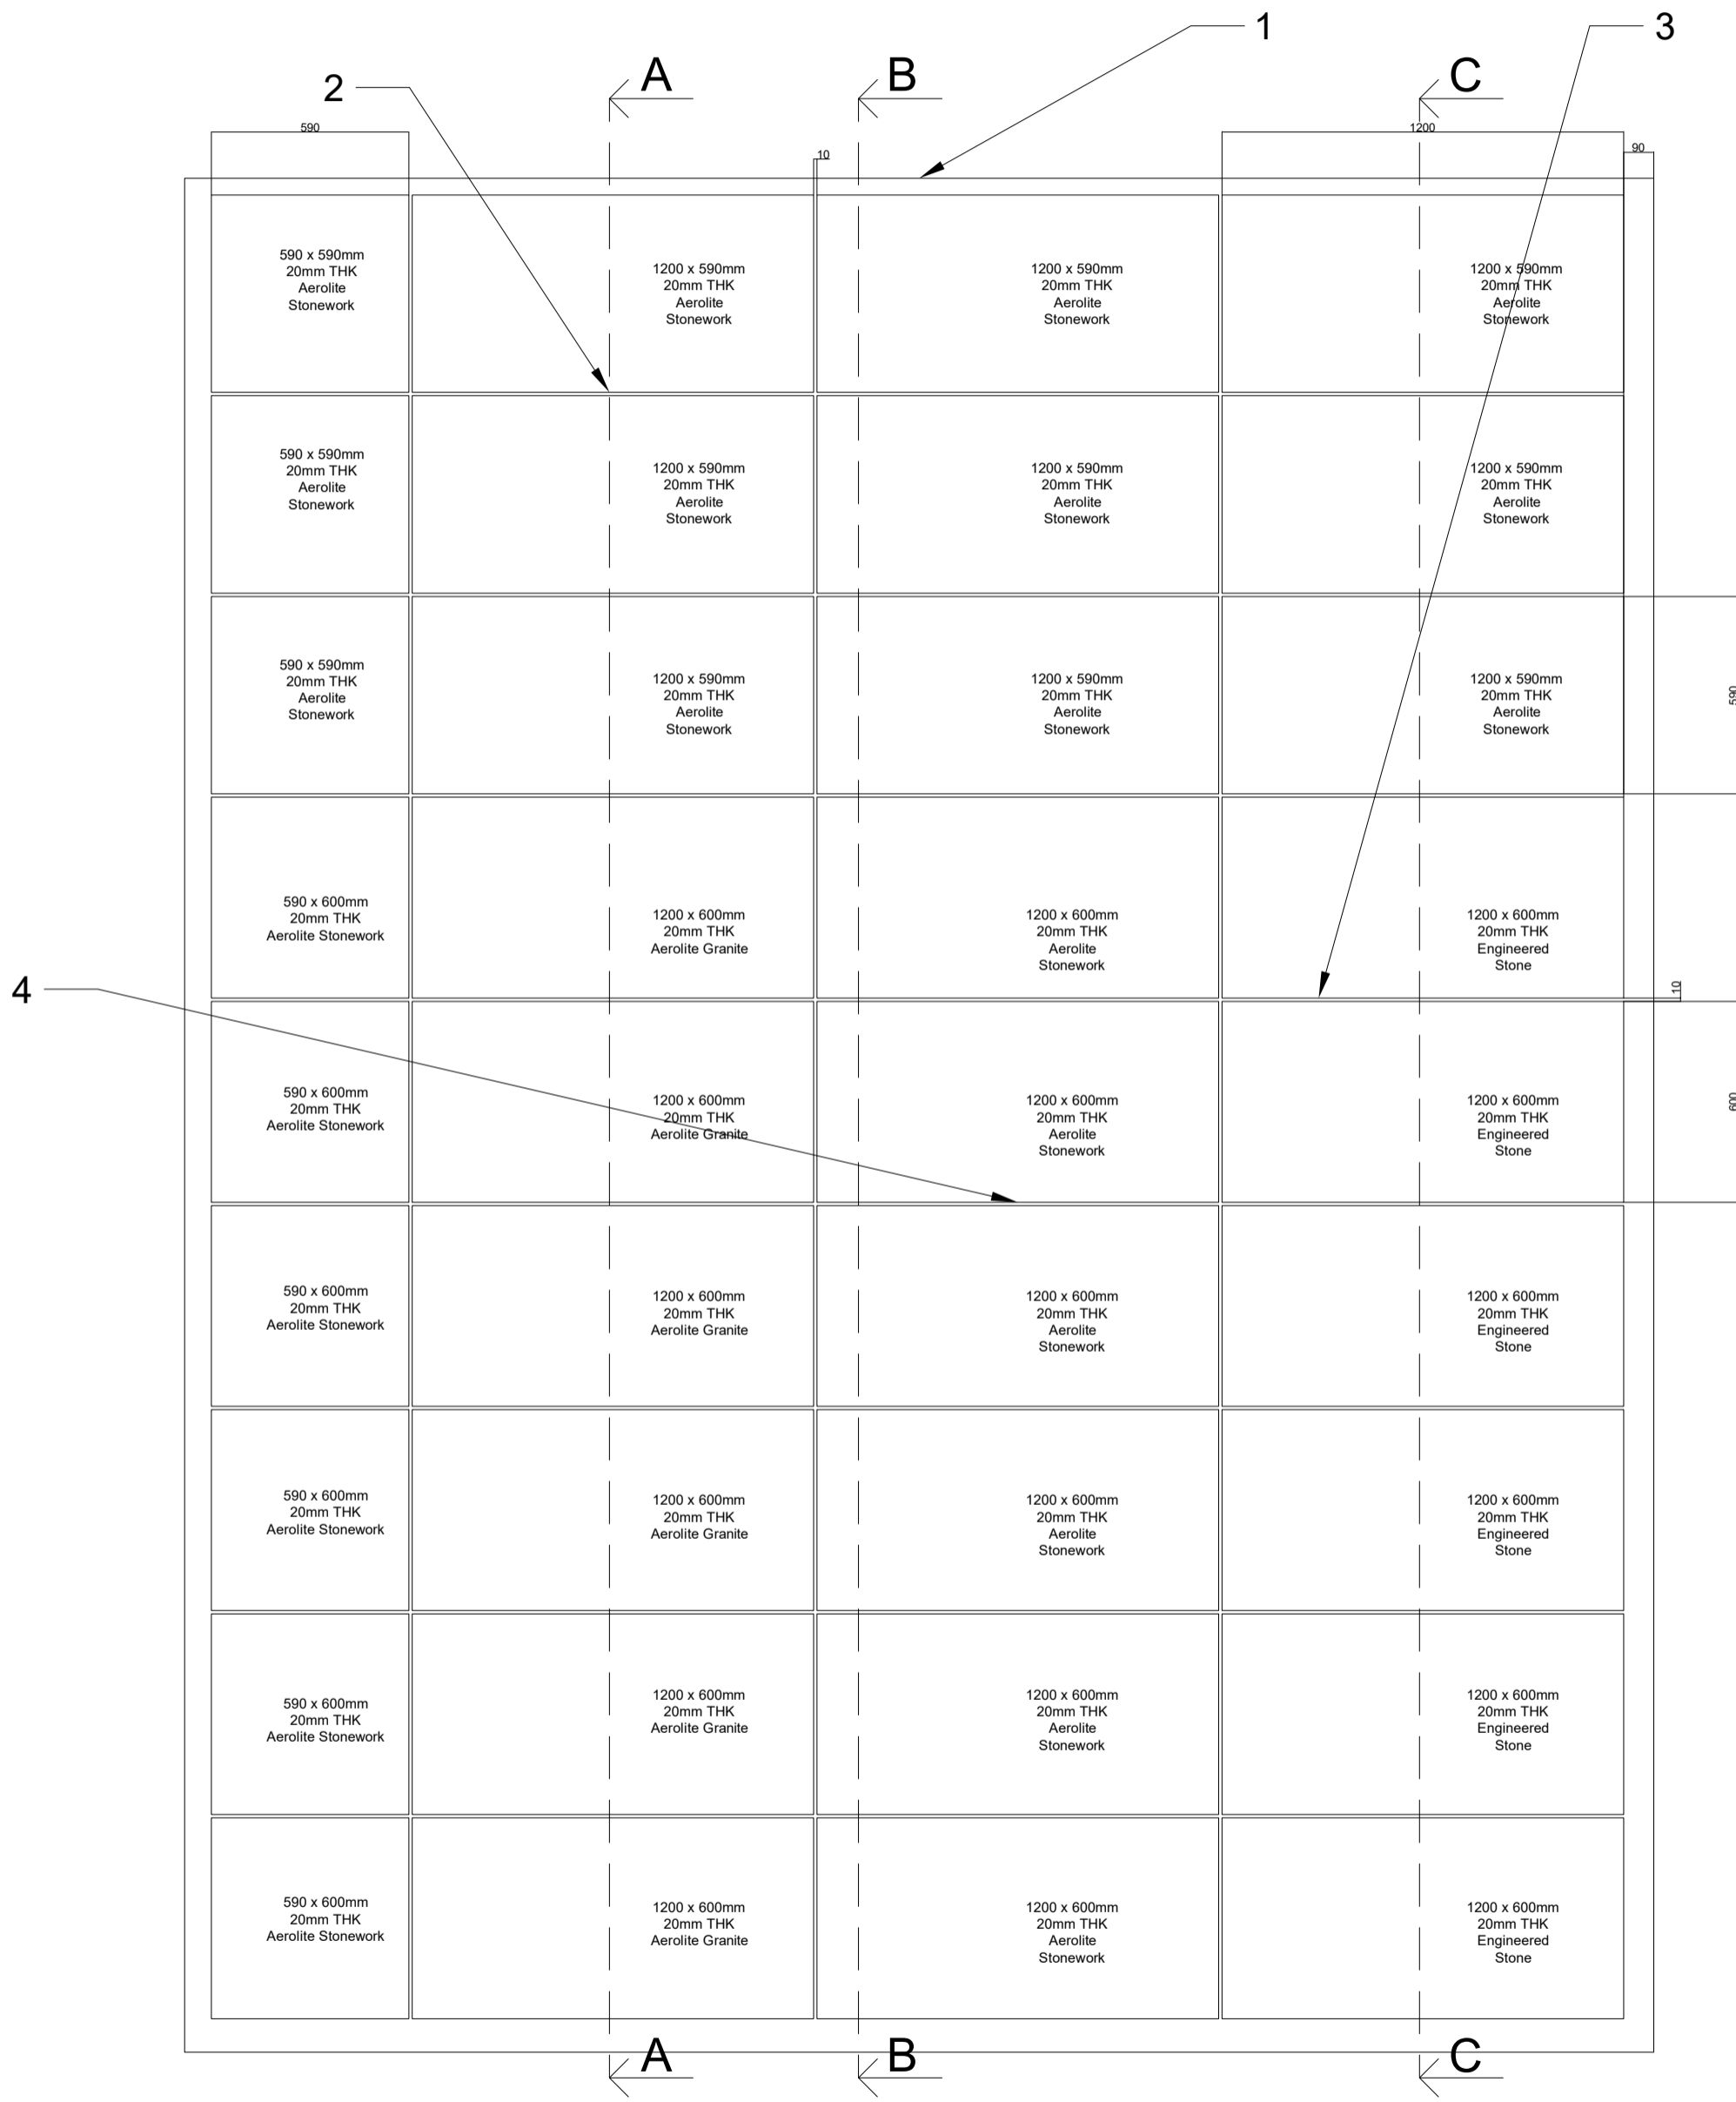 1
3
2
A
B
C
590
10
1200
90
590 x 590mm
20mm THK
Aerolite
Stonework
1200 x 590mm
20mm THK
Aerolite
Stonework
1200 x 590mm
20mm THK
Aerolite
Stonework
1200 x 590mm
20mm THK
Aerolite
Stonework
590 x 590mm
20mm THK
Aerolite
Stonework
1200 x 590mm
20mm THK
Aerolite
Stonework
1200 x 590mm
20mm THK
Aerolite
Stonework
1200 x 590mm
20mm THK
Aerolite
Stonework
590 x 590mm
20mm THK
Aerolite
Stonework
1200 x 590mm
20mm THK
Aerolite
Stonework
1200 x 590mm
20mm THK
Aerolite
Stonework
1200 x 590mm
20mm THK
Aerolite
Stonework
590
590 x 600mm
20mm THK
Aerolite Stonework
1200 x 600mm
20mm THK
Aerolite Granite
1200 x 600mm
20mm THK
Aerolite
Stonework
1200 x 600mm
20mm THK
Engineered
Stone
4
10
590 x 600mm
20mm THK
Aerolite Stonework
1200 x 600mm
20mm THK
Aerolite Granite
1200 x 600mm
20mm THK
Aerolite
Stonework
1200 x 600mm
20mm THK
Engineered
Stone
600
590 x 600mm
20mm THK
Aerolite Stonework
1200 x 600mm
20mm THK
Aerolite Granite
1200 x 600mm
20mm THK
Aerolite
Stonework
1200 x 600mm
20mm THK
Engineered
Stone
590 x 600mm
20mm THK
Aerolite Stonework
1200 x 600mm
20mm THK
Aerolite Granite
1200 x 600mm
20mm THK
Aerolite
Stonework
1200 x 600mm
20mm THK
Engineered
Stone
590 x 600mm
20mm THK
Aerolite Stonework
1200 x 600mm
20mm THK
Aerolite Granite
1200 x 600mm
20mm THK
Aerolite
Stonework
1200 x 600mm
20mm THK
Engineered
Stone
590 x 600mm
20mm THK
Aerolite Stonework
1200 x 600mm
20mm THK
Aerolite Granite
1200 x 600mm
20mm THK
Aerolite
Stonework
1200 x 600mm
20mm THK
Engineered
Stone
A
B
C